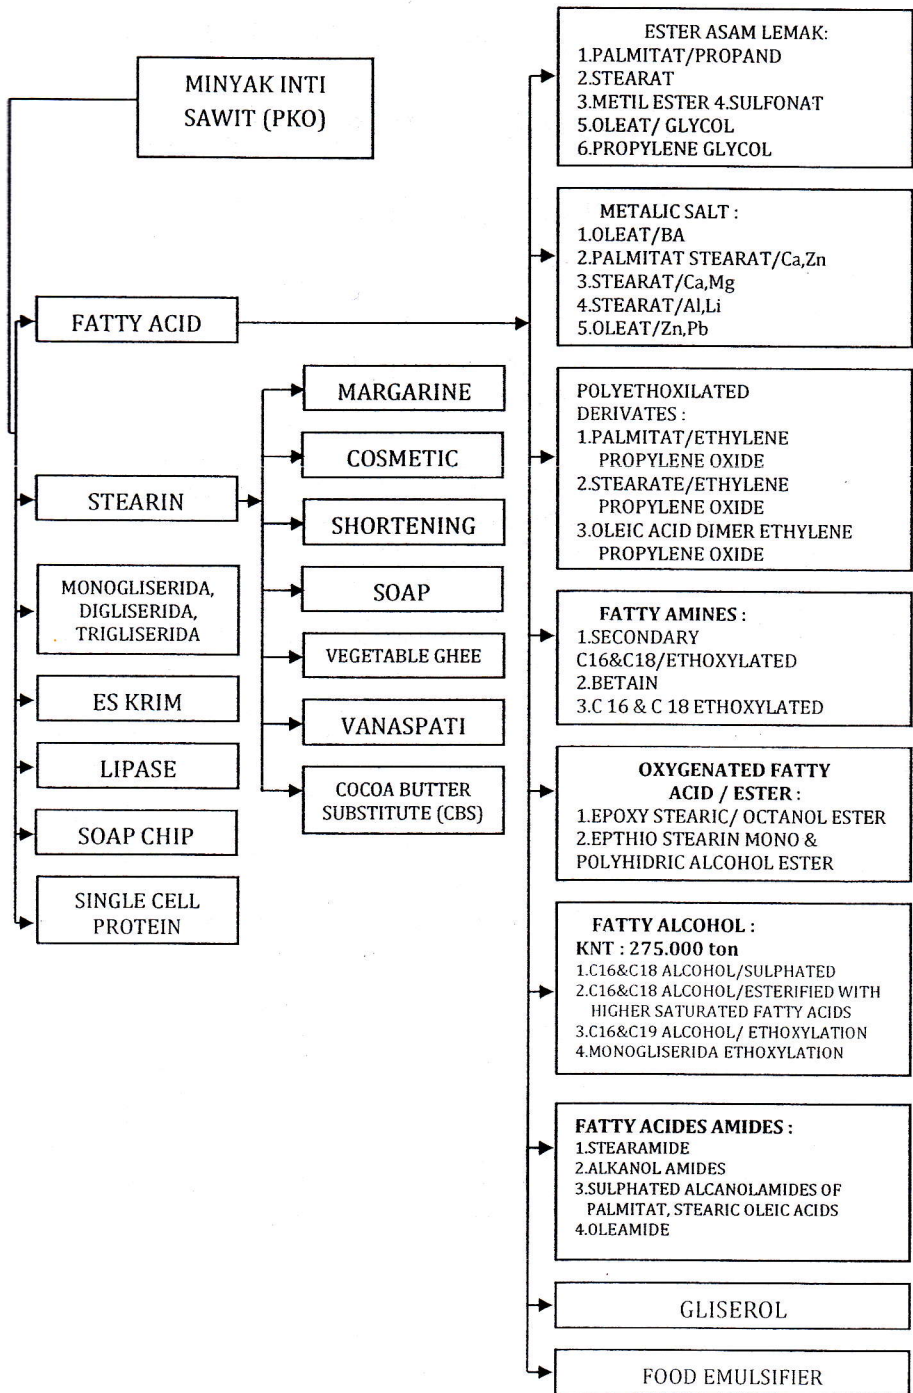 MINYAK INTI
SAWIT (PKO)
FATTY ACID
STEARIN
MONOGLISERIDA,
DIGLISERIDA,
TRIGLISERIDA
ES KRIM
LIPASE
SOAP CHIP
SINGLE CELL
PROTEIN
MARGARINE
COSMETIC
SHORTENING
SOAP
VEGETABLE GHEE
VANASPATI
COCOA BUTTER
SUBSTITUTE (CBS)
ESTER ASAM LEMAK:
1.PALMITAT/PROPAND
2.STEARAT
3.METIL ESTER 4.SULFONAT
5.OLEAT/ GLYCOL
6.PROPYLENE GLYCOL
METALIC SALT :
1.OLEAT/BA
2.PALMITAT STEARAT/Ca,Zn
3.STEARAT/Ca,Mg
4.STEARAT/Al,Li
5.OLEAT/Zn,Pb
POLYETHOXILATED
DERIVATES :
1.PALMITAT/ETHYLENE
PROPYLENE OXIDE
2.STEARATE/ETHYLENE
PROPYLENE OXIDE
3.OLEIC ACID DIMER ETHYLENE
PROPYLENE OXIDE
FATTY AMINES :
1.SECONDARY
C16&C18/ETHOXYLATED
2.BETAIN
3.C 16 & C 18 ETHOXYLATED
OXYGENATED FATTY
ACID / ESTER :
1.EPOXY STEARIC/ OCTANOL ESTER
2.EPTHIO STEARIN MONO &
POLYHIDRIC ALCOHOL ESTER
FATTY ALCOHOL :
KNT : 275.000 ton
1.C16&C18 ALCOHOL/SULPHATED
2.C16&C18 ALCOHOL/ESTERIFIED WITH
HIGHER SATURATED FATTY ACIDS
3.C16&C19 ALCOHOL/ ETHOXYLATION
4.MONOGLISERIDA ETHOXYLATION
FATTY ACIDES AMIDES :
1.STEARAMIDE
2.ALKANOL AMIDES
3.SULPHATED ALCANOLAMIDES OF
PALMITAT, STEARIC OLEIC ACIDS
4.OLEAMIDE
GLISEROL
FOOD EMULSIFIER